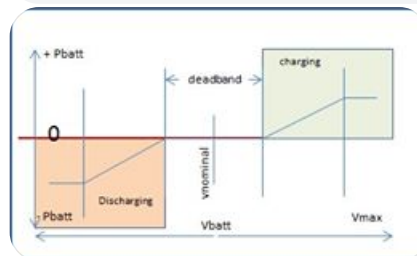 + Pbatt
charging
deadband
0
vnominal
Discharging
Pbatt
Vbatt
Vmax